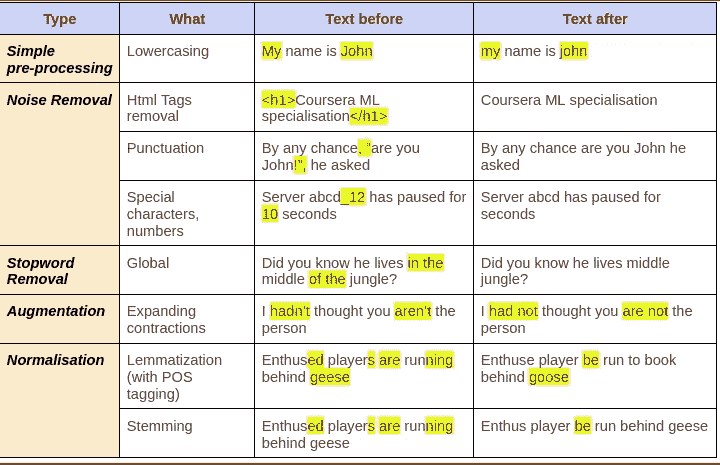 Type What Text before Text after
Simple pre-processing Lowercasing My name is John my name is john
Noise Removal Html Tags removal <h1>Coursera ML specialisation</h1> Coursera ML specialisation
Punctuation By any chance, “are you John!”, he asked By any chance are you John he asked
Special characters, numbers Server abcd_12 has paused for 10 seconds Server abcd has paused for seconds
Stopword Removal Global Did you know he lives in the middle of the jungle? Did you know he lives middle jungle?
Augmentation Expanding contractions I hadn't thought you aren't the person I had not thought you are not the person
Normalisation Lemmatization (with POS tagging) Enthused players are running behind geese Enthuse player be run to book behind goose
Stemming Enthused players are running behind geese Enthus player be run behind geese